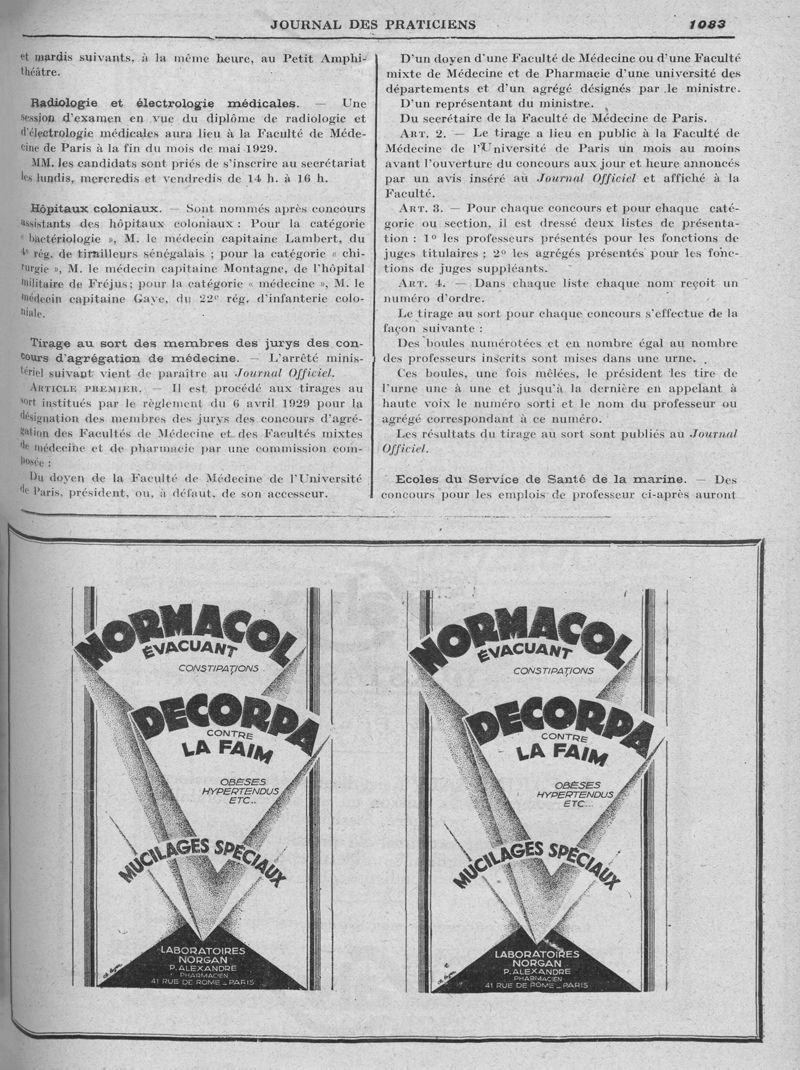 JOURNAL DES PRATICIENS 1083
et mardis suivants, à la même heure, au Petit Amphi-
théâtre.
Radiologie et électrologie médicales. — Une
session d'examen en vue du diplôme de radiologie et
d'électrologie médicales aura lieu à la Faculté de Méde-
cine de Paris à la fin du mois de mai 1929.
MM. les candidats sont priés de s'inscrire au secrétariat
les lundis, mercredis et vendredis de 14 h. à 16 h.
Hôpitaux coloniaux. — Sont nommés après concours
assistants des hôpitaux coloniaux : Pour la catégorie
« bactériologie », M. le médecin capitaine Lambert, du
4e rég. de tirailleurs sénégalais ; pour la catégorie « chi-
rurgie », M. le médecin capitaine Montagne, de l'hôpital
militaire de Fréjus; pour la catégorie « médecine », M. le
médecin capitaine Gaye, du 22e rég. d'infanterie colo-
niale.
Tirage au sort des membres des jurys des con-
cours d'agrégation de médecine. — L'arrêté minis-
tériel suivant vient de paraître au Journal Officiel.
ARTICLE PREMIER. — Il est procédé aux tirages au
sort institués par le règlement du 6 avril 1929 pour la
désignation des membres des jurys des concours d'agré-
gation des Facultés de Médecine et des Facultés mixtes
de médecine et de pharmacie par une commission com-
posée :
Du doyen de la Faculté de Médecine de l'Université
de Paris, président, ou, à défaut, de son accesseur.
D'un doyen d'une Faculté de Médecine ou d'une Faculté
mixte de Médecine et de Pharmacie d'une université des
départements et d'un agrégé désignés par le ministre.
D'un représentant du ministre.
Du secrétaire de la Faculté de Médecine de Paris.
ART. 2. — Le tirage a lieu en public à la Faculté de
Médecine de l'Université de Paris un mois au moins
avant l'ouverture du concours aux jour et heure annoncés
par un avis inséré au Journal Officiel et affiché à la
Faculté.
ART. 3. — Pour chaque concours et pour chaque caté-
gorie ou section, il est dressé deux listes de présenta-
tion : 1º les professeurs présentés pour les fonctions de
juges titulaires ; 2º les agrégés présentés pour les fonc-
tions de juges suppléants.
ART. 4. — Dans chaque liste chaque nom reçoit un
numéro d'ordre.
Le tirage au sort pour chaque concours s'effectue de la
façon suivante :
Des boules numérotées et en nombre égal au nombre
des professeurs inscrits sont mises dans une urne.
Ces boules, une fois mêlées, le président les tire de
l'urne une à une et jusqu'à la dernière en appelant à
haute voix le numéro sorti et le nom du professeur ou
agrégé correspondant à ce numéro.
Les résultats du tirage au sort sont publiés au Journal
Officiel.
Ecoles du Service de Santé de la marine. — Des
concours pour les emplois de professeur ci-après auront
NORMACOL
ÉVACUANT
CONSTIPATIONS
DECORPA
CONTRE
LA FAIM
OBÈSES
HYPERTENDUS
ETC..
MUCILAGES SPÉCIAUX
LABORATOIRES
NORGAN
P. ALEXANDRE
PHARMACIEN
41 RUE DE ROME _ PARIS
NORMACOL
ÉVACUANT
CONSTIPATIONS
DECORPA
CONTRE
LA FAIM
OBÈSES
HYPERTENDUS
ETC...
MUCILAGES SPÉCIAUX
LABORATOIRES
NORGAN
P. ALEXANDRE
PHARMACIEN
41 RUE DE ROME _ PARIS